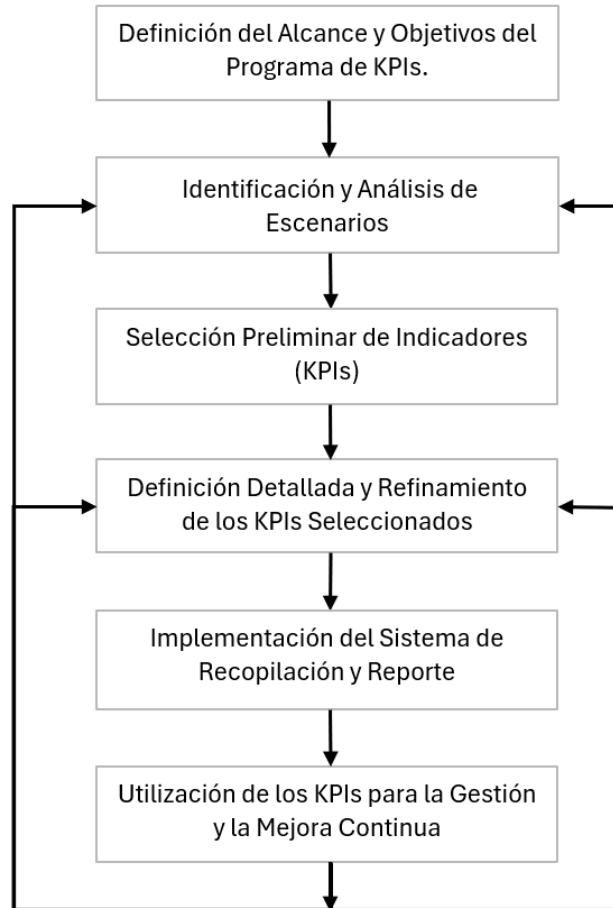 Definición del Alcance y Objetivos del
Programa de KPIs.
Identificación y Análisis de
Escenarios
Selección Preliminar de Indicadores
(KPIs)
Definición Detallada y Refinamiento
de los KPIs Seleccionados
Implementación del Sistema de
Recopilación y Reporte
Utilización de los KPIs para la Gestión
y la Mejora Continua